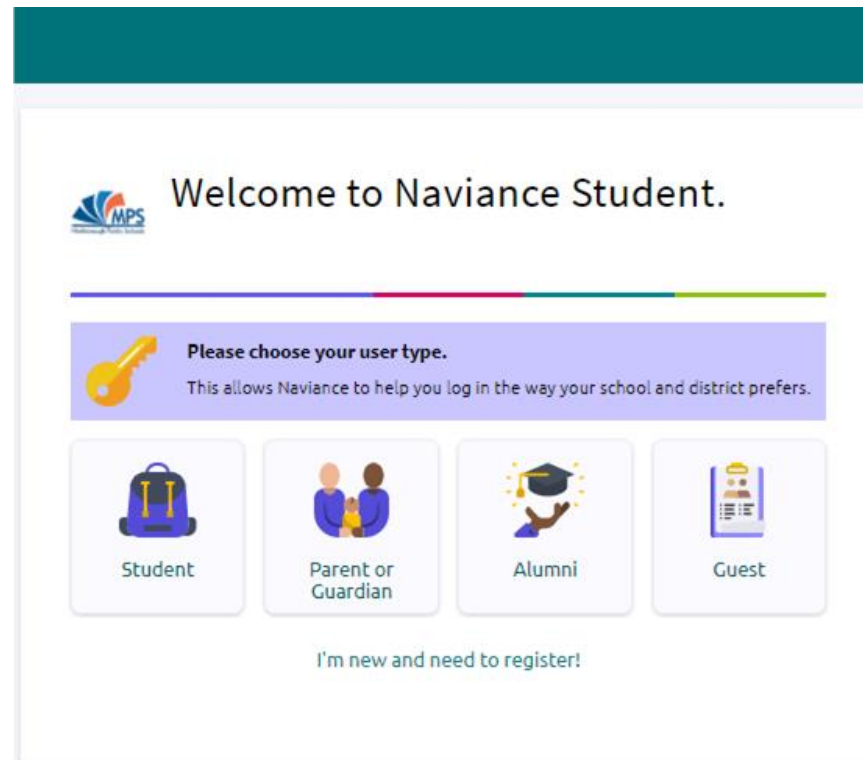 Welcome to Naviance Student.
MPS
Please choose your user type.
This allows Naviance to help you log in the way your school and district prefers.
Student
Parent or
Guardian
Alumni
Guest
I'm new and need to register!